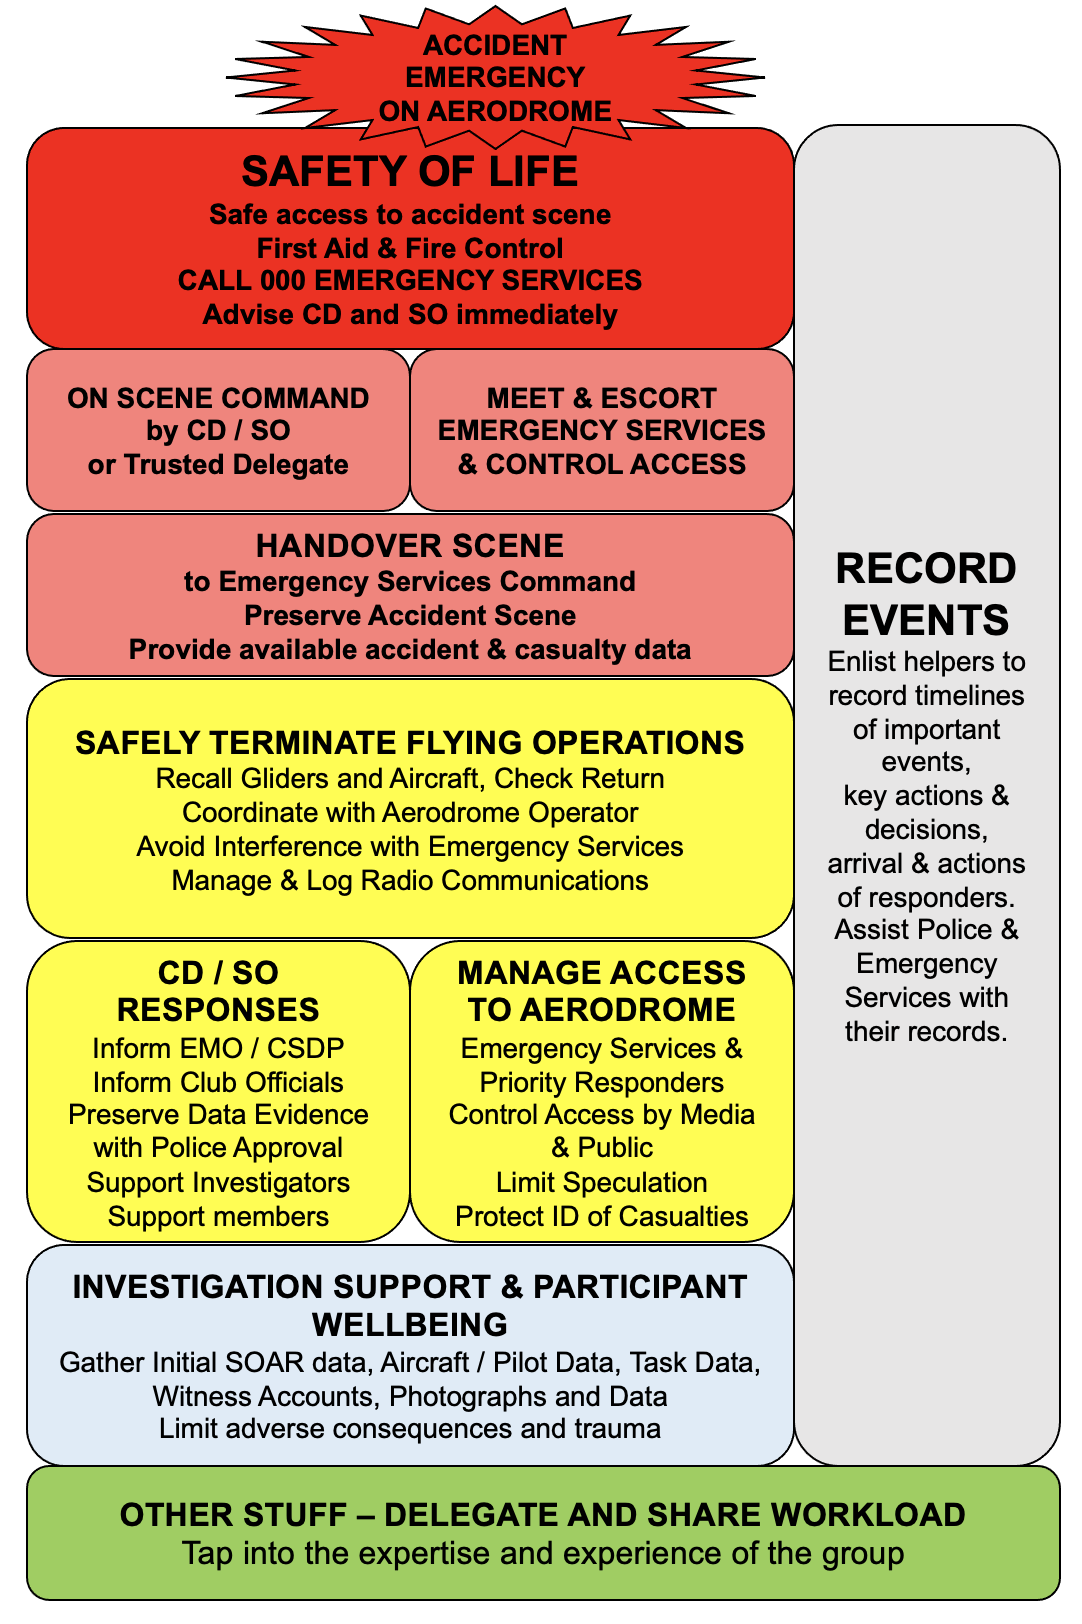 ACCIDENT
EMERGENCY
ON AERODROME
SAFETY OF LIFE
Safe access to accident scene
First Aid & Fire Control
CALL 000 EMERGENCY SERVICES
Advise CD and SO immediately
ON SCENE COMMAND
by CD / SO
or Trusted Delegate
MEET & ESCORT
EMERGENCY SERVICES
& CONTROL ACCESS
HANDOVER SCENE
to Emergency Services Command
Preserve Accident Scene
Provide available accident & casualty data
SAFELY TERMINATE FLYING OPERATIONS
Recall Gliders and Aircraft, Check Return
Coordinate with Aerodrome Operator
Avoid Interference with Emergency Services
Manage & Log Radio Communications
CD / SO
RESPONSES
Inform EMO / CSDP
Inform Club Officials
Preserve Data Evidence
with Police Approval
Support Investigators
Support members
MANAGE ACCESS
TO AERODROME
Emergency Services &
Priority Responders
Control Access by Media
& Public
Limit Speculation
Protect ID of Casualties
INVESTIGATION SUPPORT & PARTICIPANT
WELLBEING
Gather Initial SOAR data, Aircraft / Pilot Data, Task Data,
Witness Accounts, Photographs and Data
Limit adverse consequences and trauma
RECORD
EVENTS
Enlist helpers to
record timelines
of important
events,
key actions &
decisions,
arrival & actions
of responders.
Assist Police &
Emergency
Services with
their records.
OTHER STUFF – DELEGATE AND SHARE WORKLOAD
Tap into the expertise and experience of the group